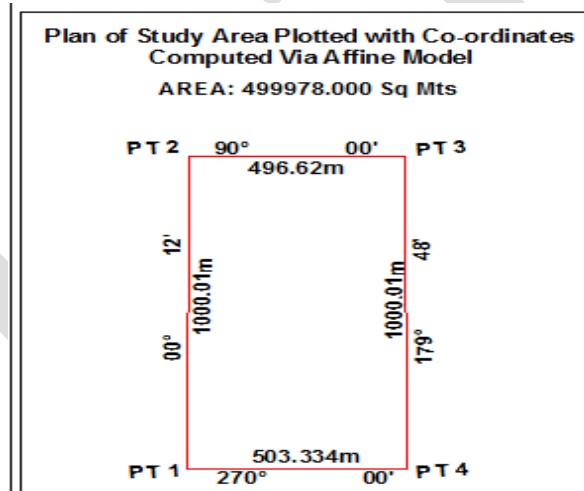 Plan of Study Area Plotted with Co-ordinates
Computed Via Affine Model
AREA: 499978.000 Sq Mts
PT 2 90° 00' PT 3
496.62m
12' 48'
1000.01m 1000.01m
00° 179°
503.334m
PT 1 270° 00' PT 4